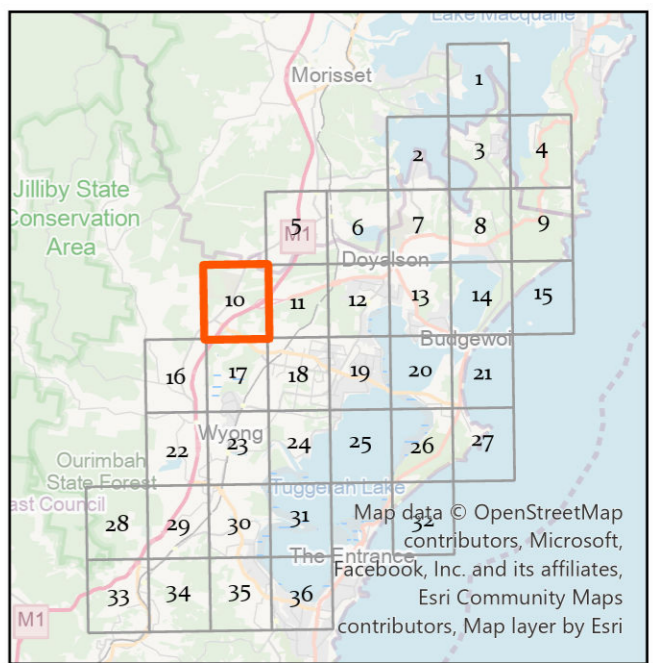 Lake Macquarie
Morisset
1
2
3
4
Jilliby State
Conservation
Area
5
6
7
8
9
M1
Doyalson
10
11
12
13
14
15
Budgewoi
16
17
18
19
20
21
Wyong
22
23
24
25
26
27
Ourimbah
State Forest
ast Council
Tuggerah Lake
28
29
30
31
32
The Entrance
33
34
35
36
M1
Map data © OpenStreetMap
contributors, Microsoft,
Facebook, Inc. and its affiliates,
Esri Community Maps
contributors, Map layer by Esri